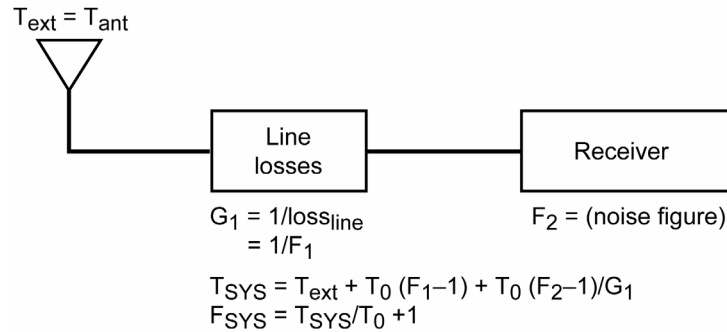 T_ext = T_ant
Line
losses
Receiver
G_1 = 1/loss_line
= 1/F_1
F_2 = (noise figure)
T_SYS = T_ext + T_0 (F_1–1) + T_0 (F_2–1)/G_1
F_SYS = T_SYS/T_0 +1